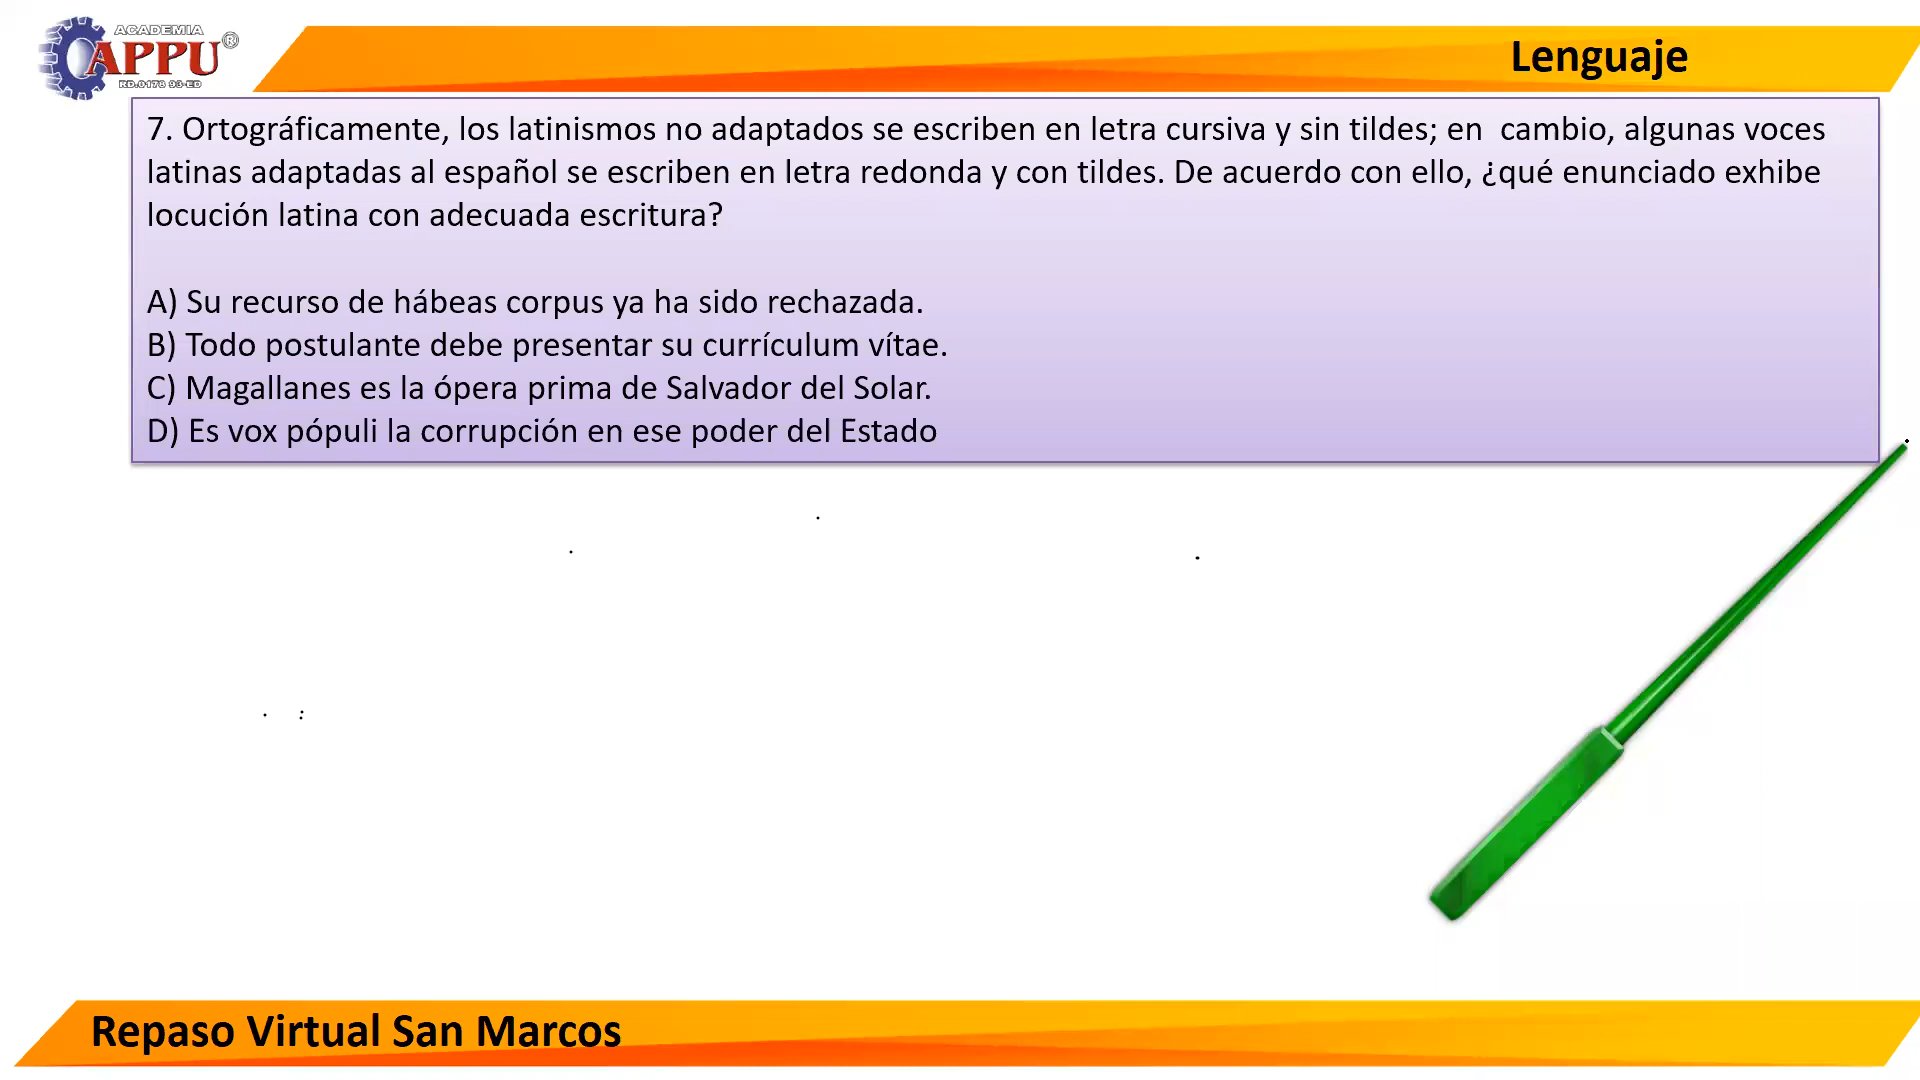 ACADEMIA
APPU®
RD.0178 93-ED
Lenguaje
7. Ortográficamente, los latinismos no adaptados se escriben en letra cursiva y sin tildes; en  cambio, algunas voces
latinas adaptadas al español se escriben en letra redonda y con tildes. De acuerdo con ello, ¿qué enunciado exhibe
locución latina con adecuada escritura?
A) Su recurso de hábeas corpus ya ha sido rechazada.
B) Todo postulante debe presentar su currículum vítae.
C) Magallanes es la ópera prima de Salvador del Solar.
D) Es vox pópuli la corrupción en ese poder del Estado
Repaso Virtual San Marcos